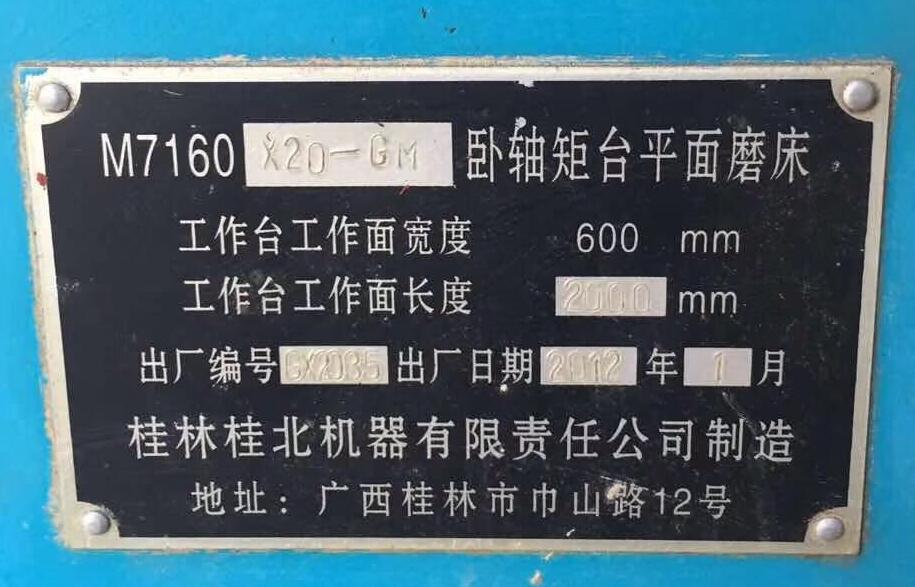 M7160 X20-GM 卧轴矩台平面磨床
工作台工作面宽度 600 mm
工作台工作面长度 2000 mm
出厂编号 GX2035 出厂日期 2012 年 1 月
桂林桂北机器有限责任公司制造
地址：广西桂林市巾山路12号